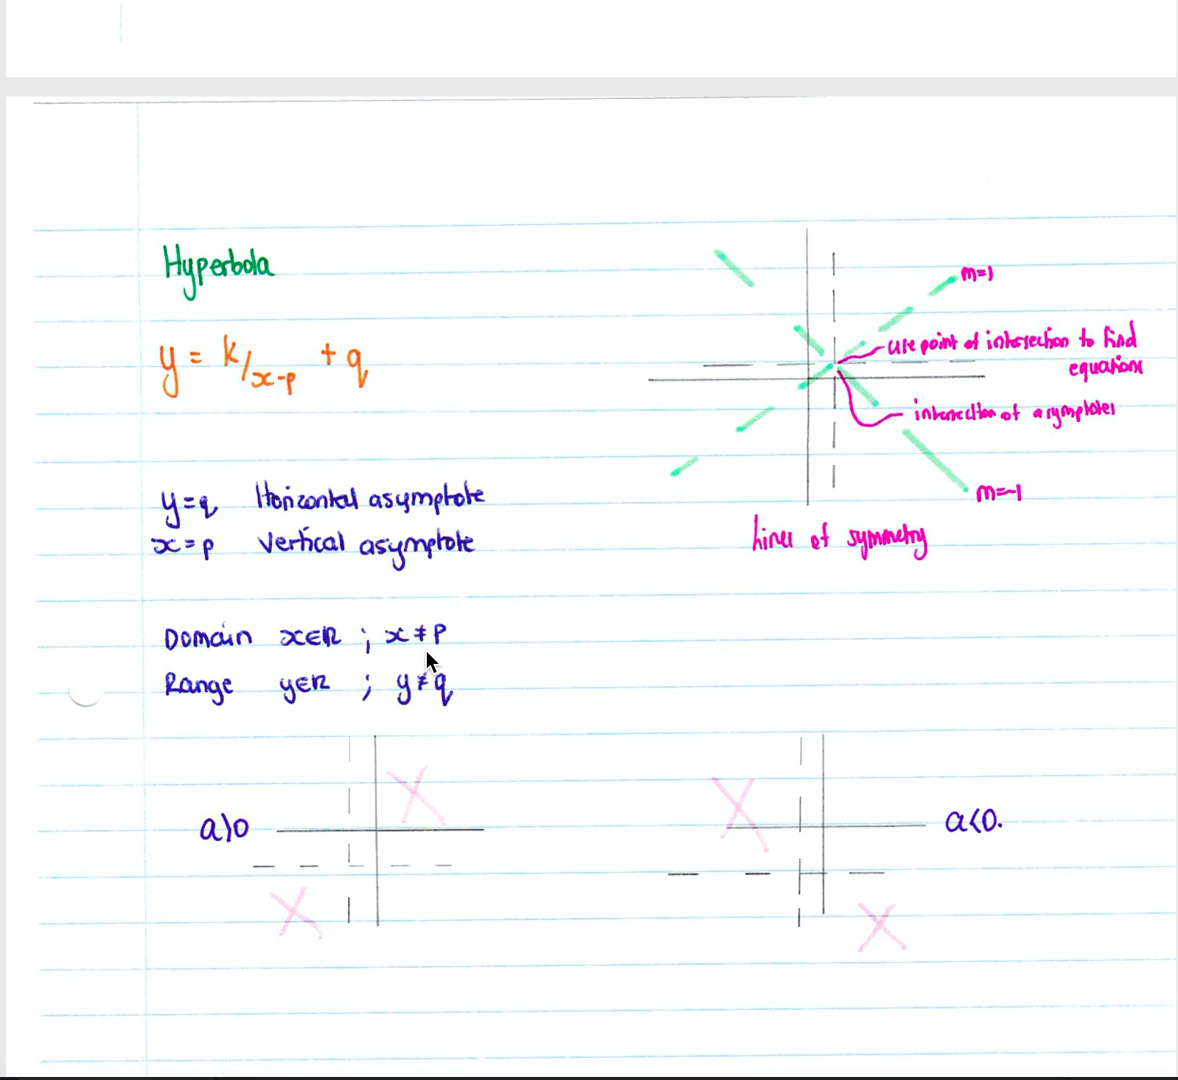 Hyperbola
y = k/x-p + q
y=q Horizontal asymptote
x=p Vertical asymptote
Domain x∈R ; x≠p
Range y∈R ; y≠q
m=1
use point of intersection to find
equations
intersection of asymptotes
m=-1
Lines of symmetry
a>0
X
X
a<0.
X
X